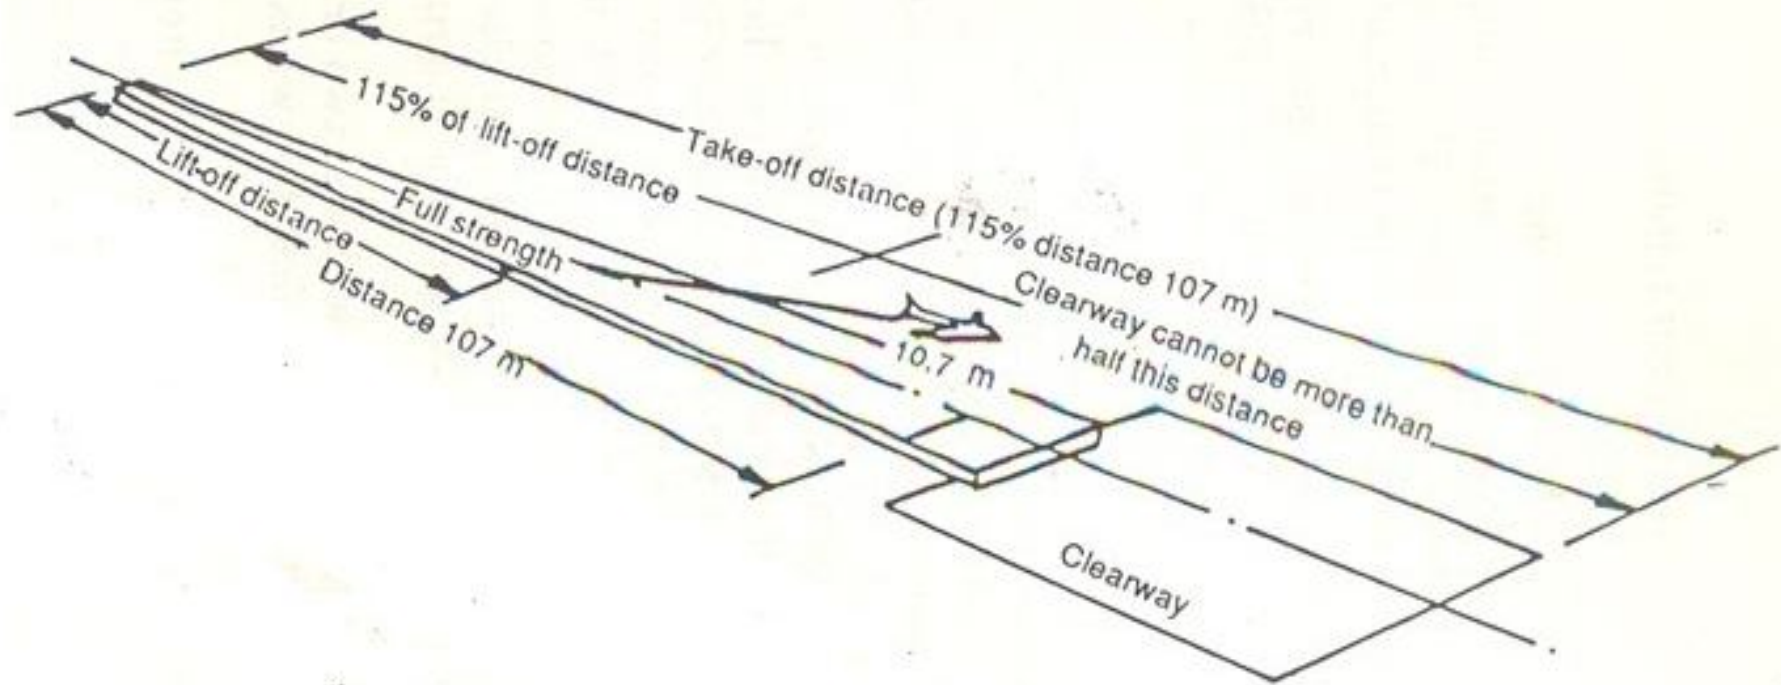 Take-off distance (115% distance 107 m)
115% of lift-off distance
Clearway cannot be more than
half this distance
Lift-off distance
Full strength
Distance 107 m
10.7 m
Clearway